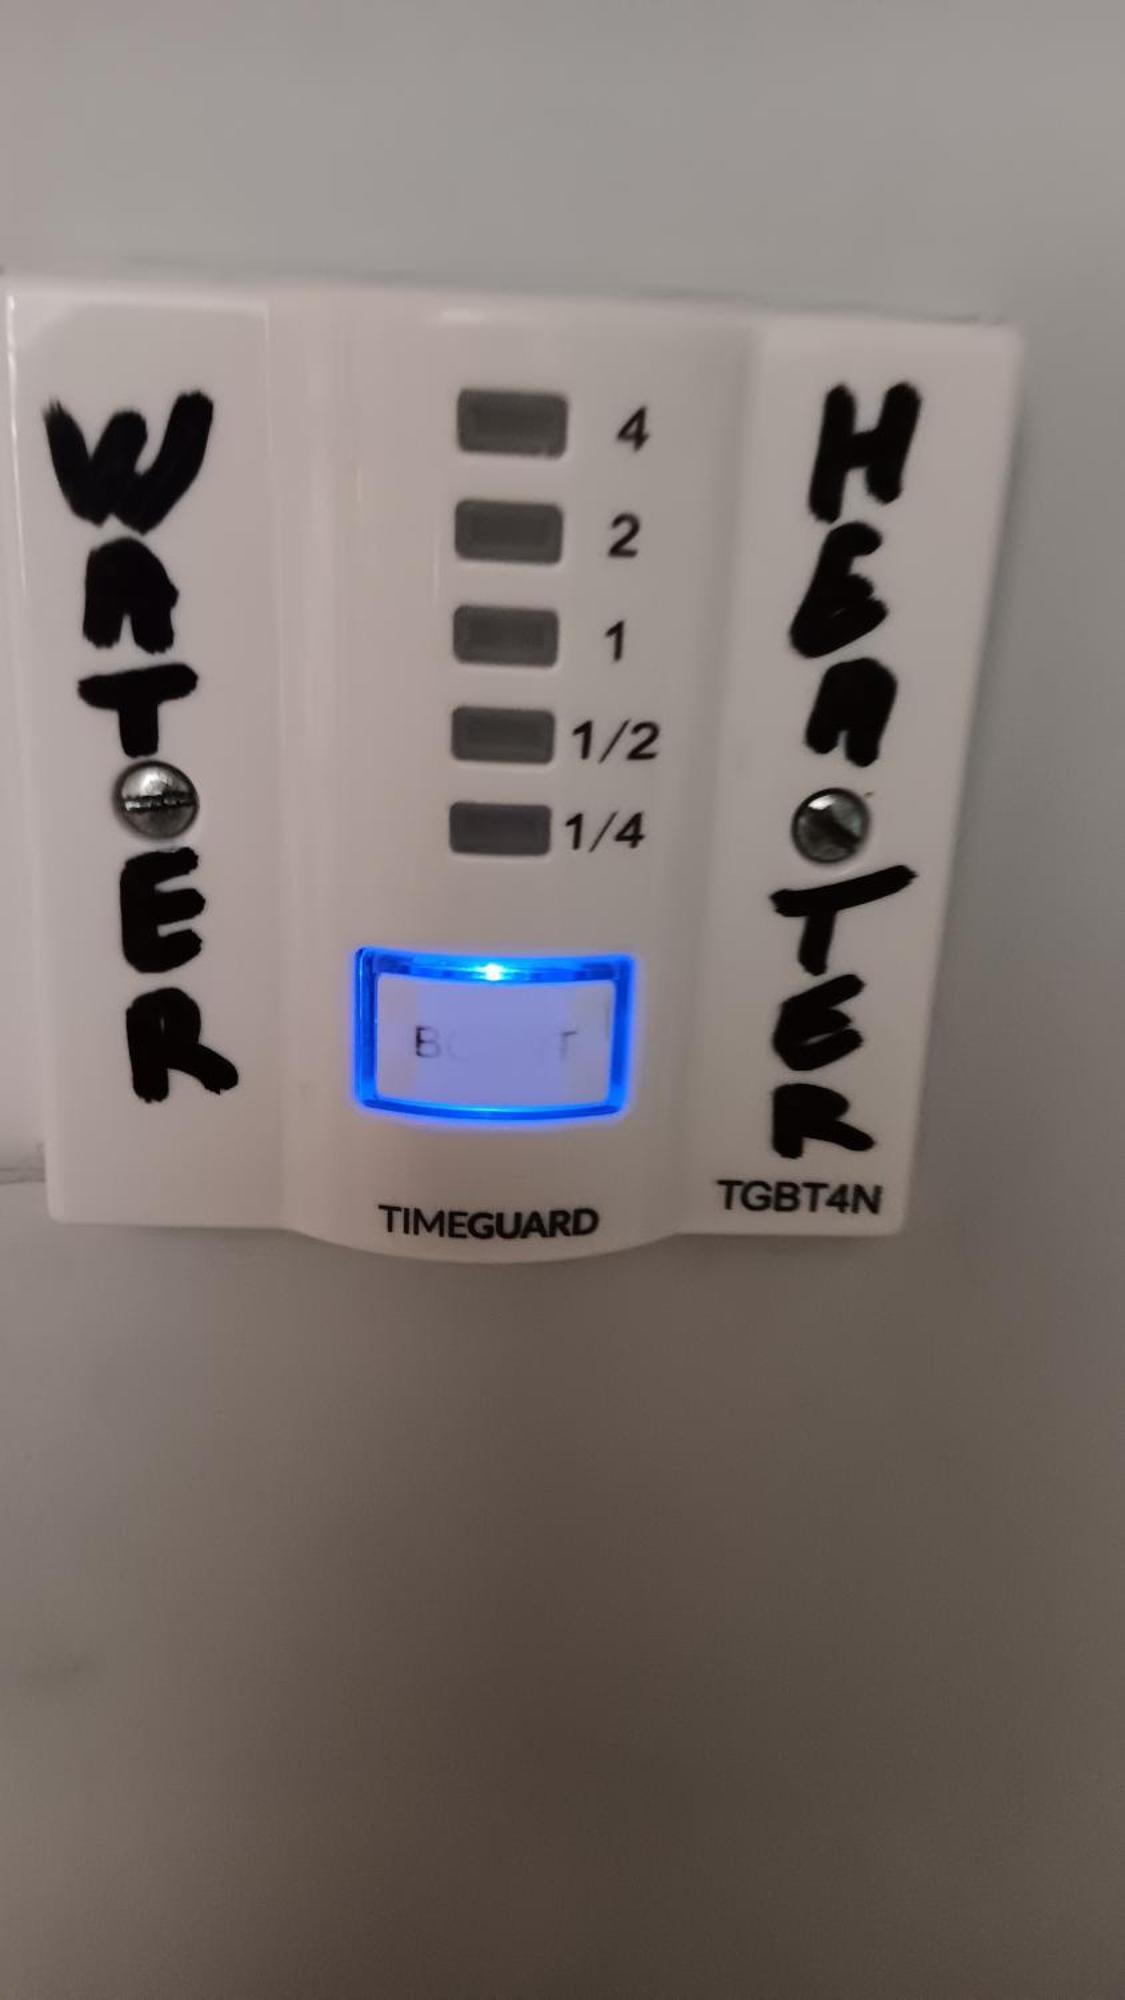 WATER
4
2
1
1/2
1/4
HEATER
TIMEGUARD
TGBT4N